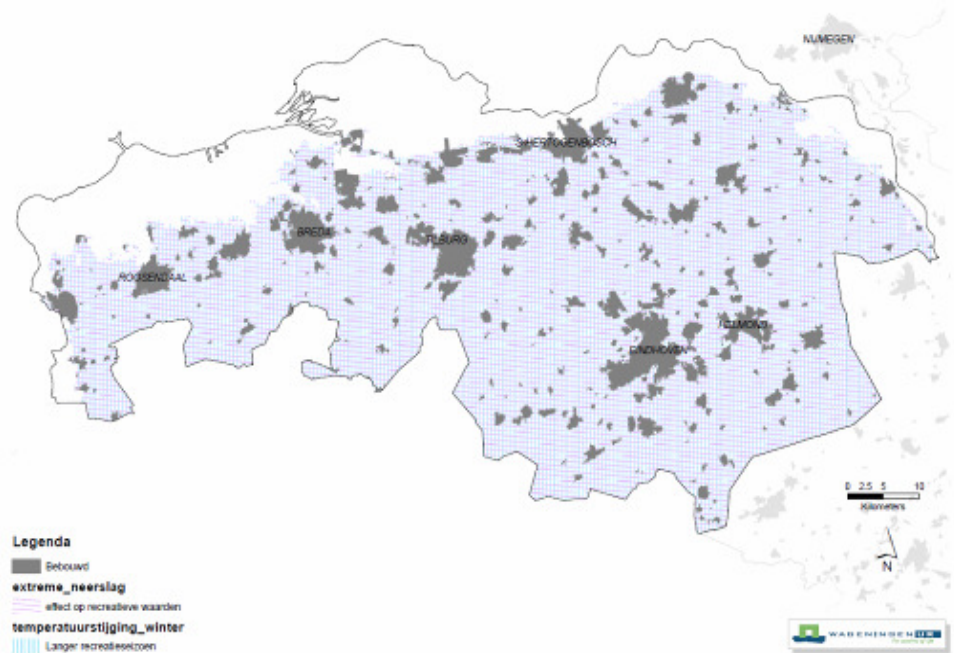 NIJMEGEN
S-HERTOGENBOSCH
BREDA
TILBURG
ROOSENDAAL
HELMOND
EINDHOVEN
0 2.5 5 10
Kilometers
N
Legenda
Bebouwd
extreme_neerslag
effect op recreatieve waarden
temperatuurstijging_winter
Langer recreatieseizoen
WAGENINGEN UR